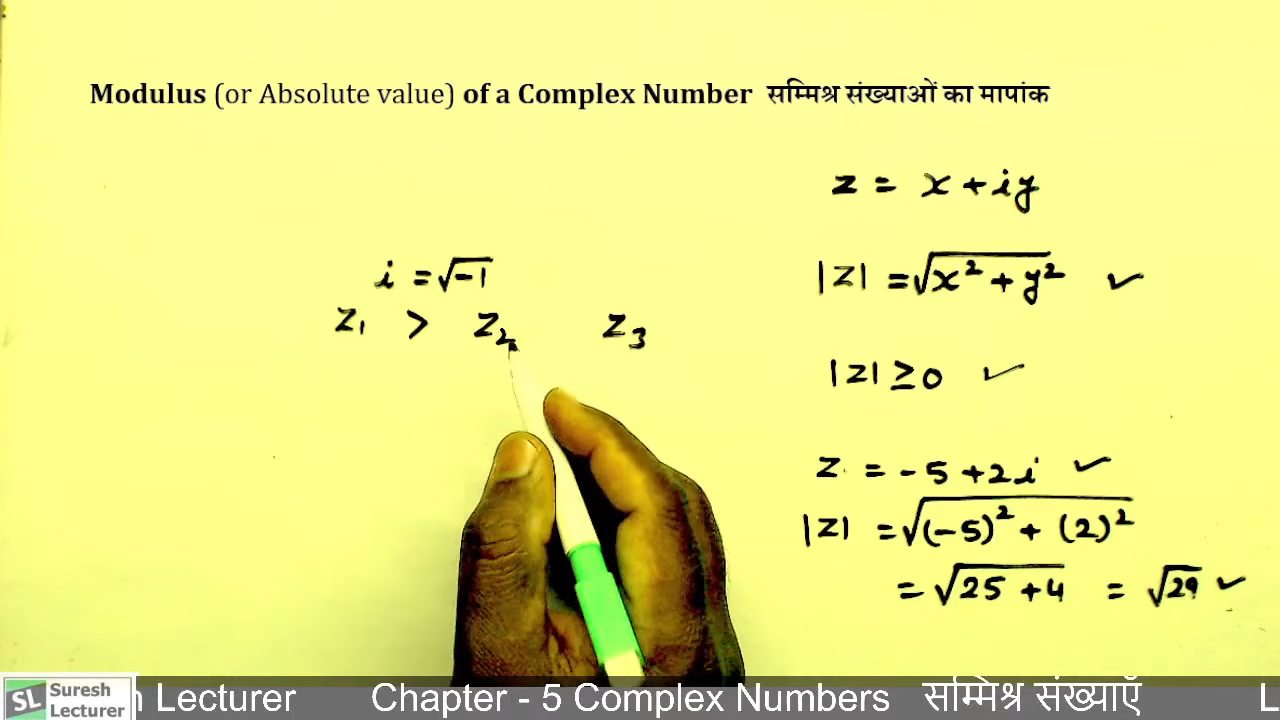 Modulus (or Absolute value) of a Complex Number सम्मिश्र संख्याओं का मापांक
z = x + iy
i = √-1
|z| = √x² + y² ✓
z₁ > z₂ z₃
|z| ≥ 0 ✓
z = -5 + 2i ✓
|z| = √(-5)² + (2)²
= √25 + 4 = √29 ✓
SL Suresh Lecturer
h Lecturer Chapter - 5 Complex Numbers सम्मिश्र संख्याएँ L